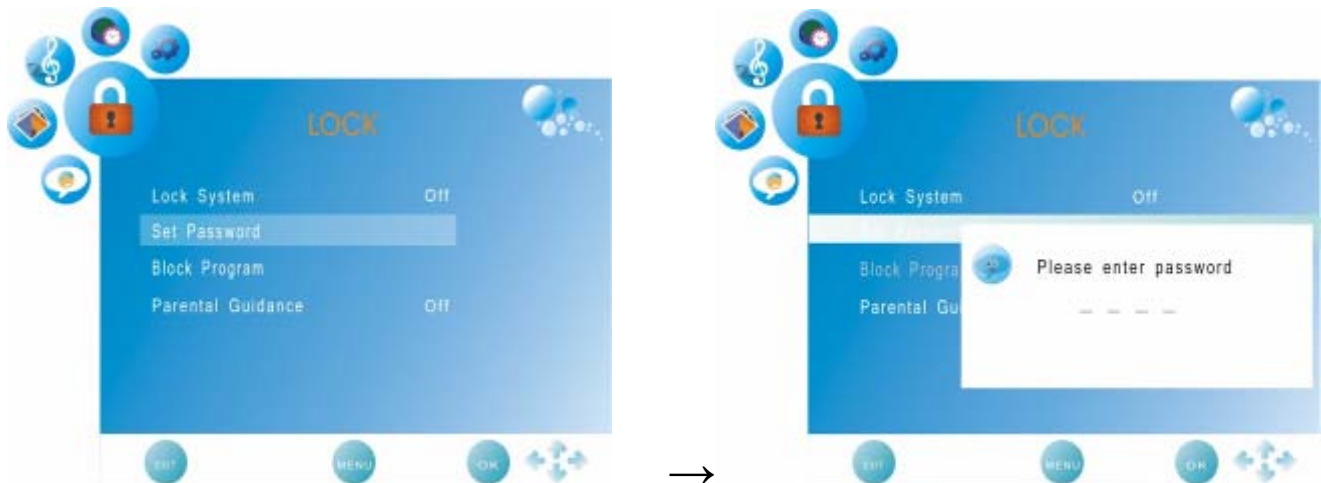 LOCK
Lock System Off
Set Password
Block Program
Parental Guidance Off
EXIT MENU OK
→
LOCK
Lock System Off
Block Progra
Please enter password
Parental Gui
_ _ _ _
EXIT MENU OK